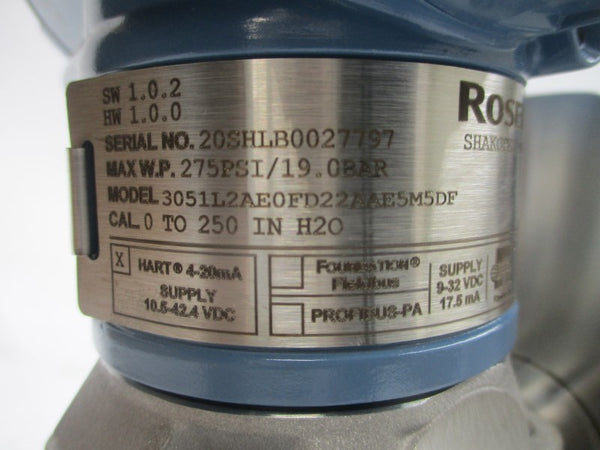 SW 1.0.2
HW 1.0.0
ROSE
SERIAL NO. 20SHLB0027797
SHAKOPEE
MAX W.P. 275PSI/19.0BAR
MODEL 3051L2AE0FD22AAE5M5DF
CAL 0 TO 250 IN H2O
X HART® 4-20mA
SUPPLY
10.5-42.4 VDC
FOUNDATION®
Fieldbus
PROFIBUS-PA
SUPPLY
9-32 VDC
17.5 mA